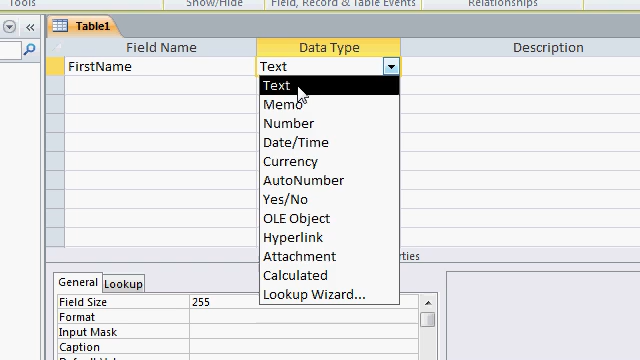 Tools Show/Hide Field, Record & Table Events Relationships
Table1
Field Name Data Type Description
FirstName Text
Text
Memo
Number
Date/Time
Currency
AutoNumber
Yes/No
OLE Object
Hyperlink
Attachment
Calculated
Lookup Wizard...
General Lookup
Field Size 255
Format
Input Mask
Caption